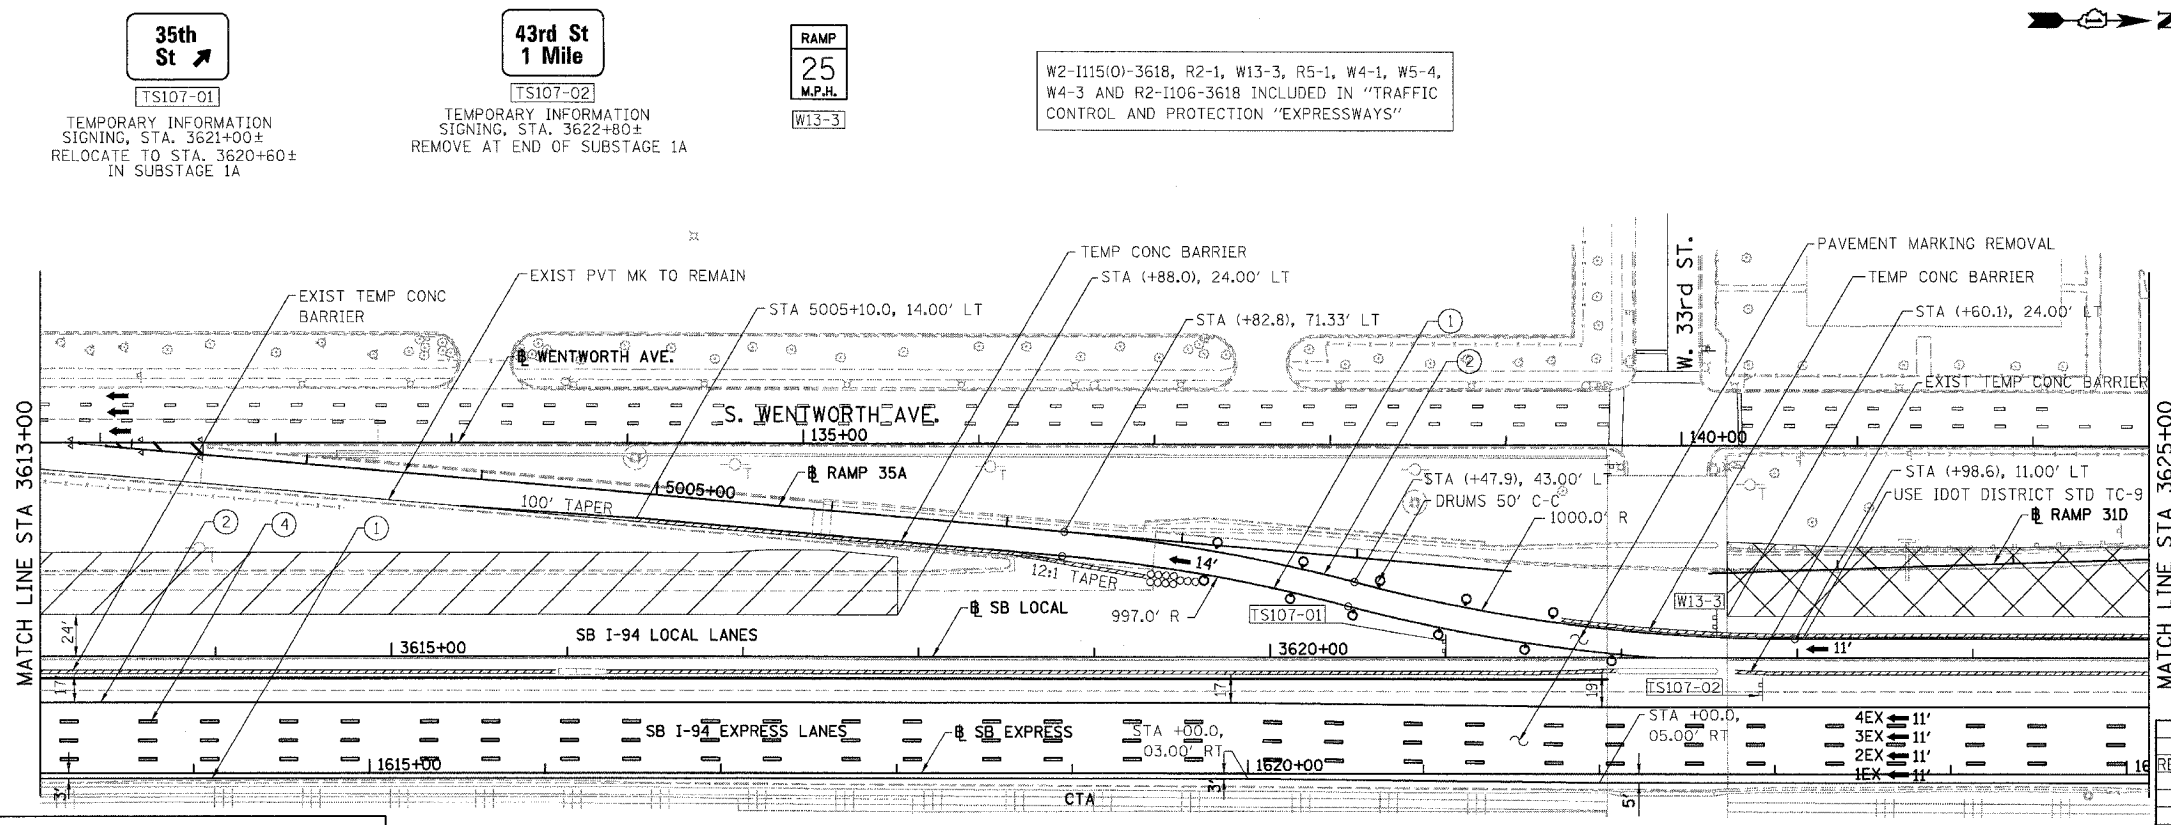 35th
St
TS107-01
TEMPORARY INFORMATION
SIGNING, STA. 3621+00±
RELOCATE TO STA. 3620+60±
IN SUBSTAGE 1A
43rd St
1 Mile
TS107-02
TEMPORARY INFORMATION
SIGNING, STA. 3622+80±
REMOVE AT END OF SUBSTAGE 1A
RAMP
25
M.P.H.
W13-3
W2-I115(O)-3618, R2-1, W13-3, R5-1, W4-1, W5-4,
W4-3 AND R2-I106-3618 INCLUDED IN "TRAFFIC
CONTROL AND PROTECTION "EXPRESSWAYS"
N
MATCH LINE STA 3613+00
EXIST TEMP CONC
BARRIER
EXIST PVT MK TO REMAIN
STA 5005+10.0, 14.00' LT
TEMP CONC BARRIER
STA (+88.0), 24.00' LT
STA (+82.8), 71.33' LT
1
2
W. 33rd ST.
PAVEMENT MARKING REMOVAL
TEMP CONC BARRIER
STA (+60.1), 24.00' LT
EXIST TEMP CONC BARRIER
℄ WENTWORTH AVE.
S. WENTWORTH AVE.
135+00
140+00
℄ RAMP 35A
5005+00
100' TAPER
STA (+47.9), 43.00' LT
DRUMS 50' C-C
1000.0' R
STA (+98.6), 11.00' LT
USE IDOT DISTRICT STD TC-9
℄ RAMP 31D
2
4
1
12:1 TAPER
14'
997.0' R
TS107-01
W13-3
℄ SB LOCAL
24'
SB I-94 LOCAL LANES
3615+00
3620+00
11'
17'
17'
19'
TS107-02
SB I-94 EXPRESS LANES
℄ SB EXPRESS
STA +00.0,
03.00' RT
STA +00.0,
05.00' RT
4EX 11'
3EX 11'
2EX 11'
1EX 11'
1615+00
1620+00
16
3'
3'
5'
CTA
MATCH LINE STA 3625+00
RE